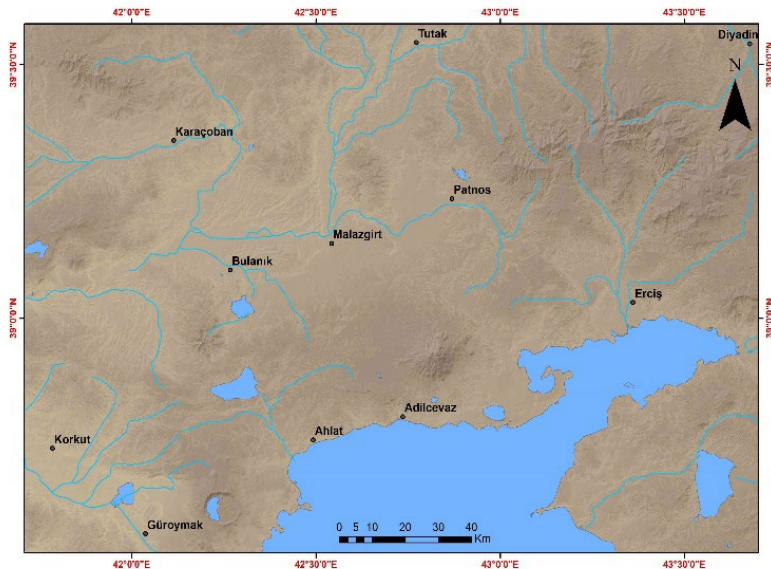 42°0'0"E 42°30'0"E 43°0'0"E 43°30'0"E
Tutak
Diyadin
39°30'0"N
39°30'0"N
N
Karaçoban
Patnos
Malazgirt
Bulanık
Erciş
39°0'0"N
39°0'0"N
Adilcevaz
Ahlat
Korkut
0 5 10 20 30 40
Km
Güroymak
42°0'0"E 42°30'0"E 43°0'0"E 43°30'0"E